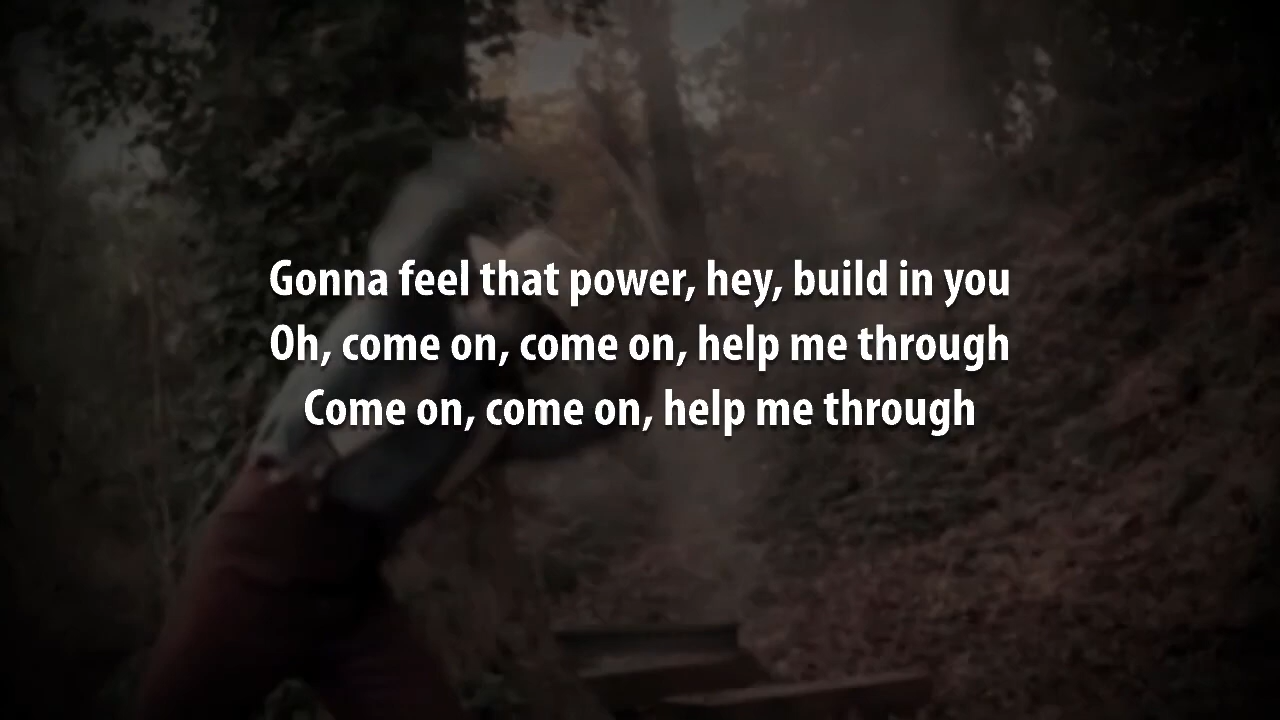 Gonna feel that power, hey, build in you
Oh, come on, come on, help me through
Come on, come on, help me through